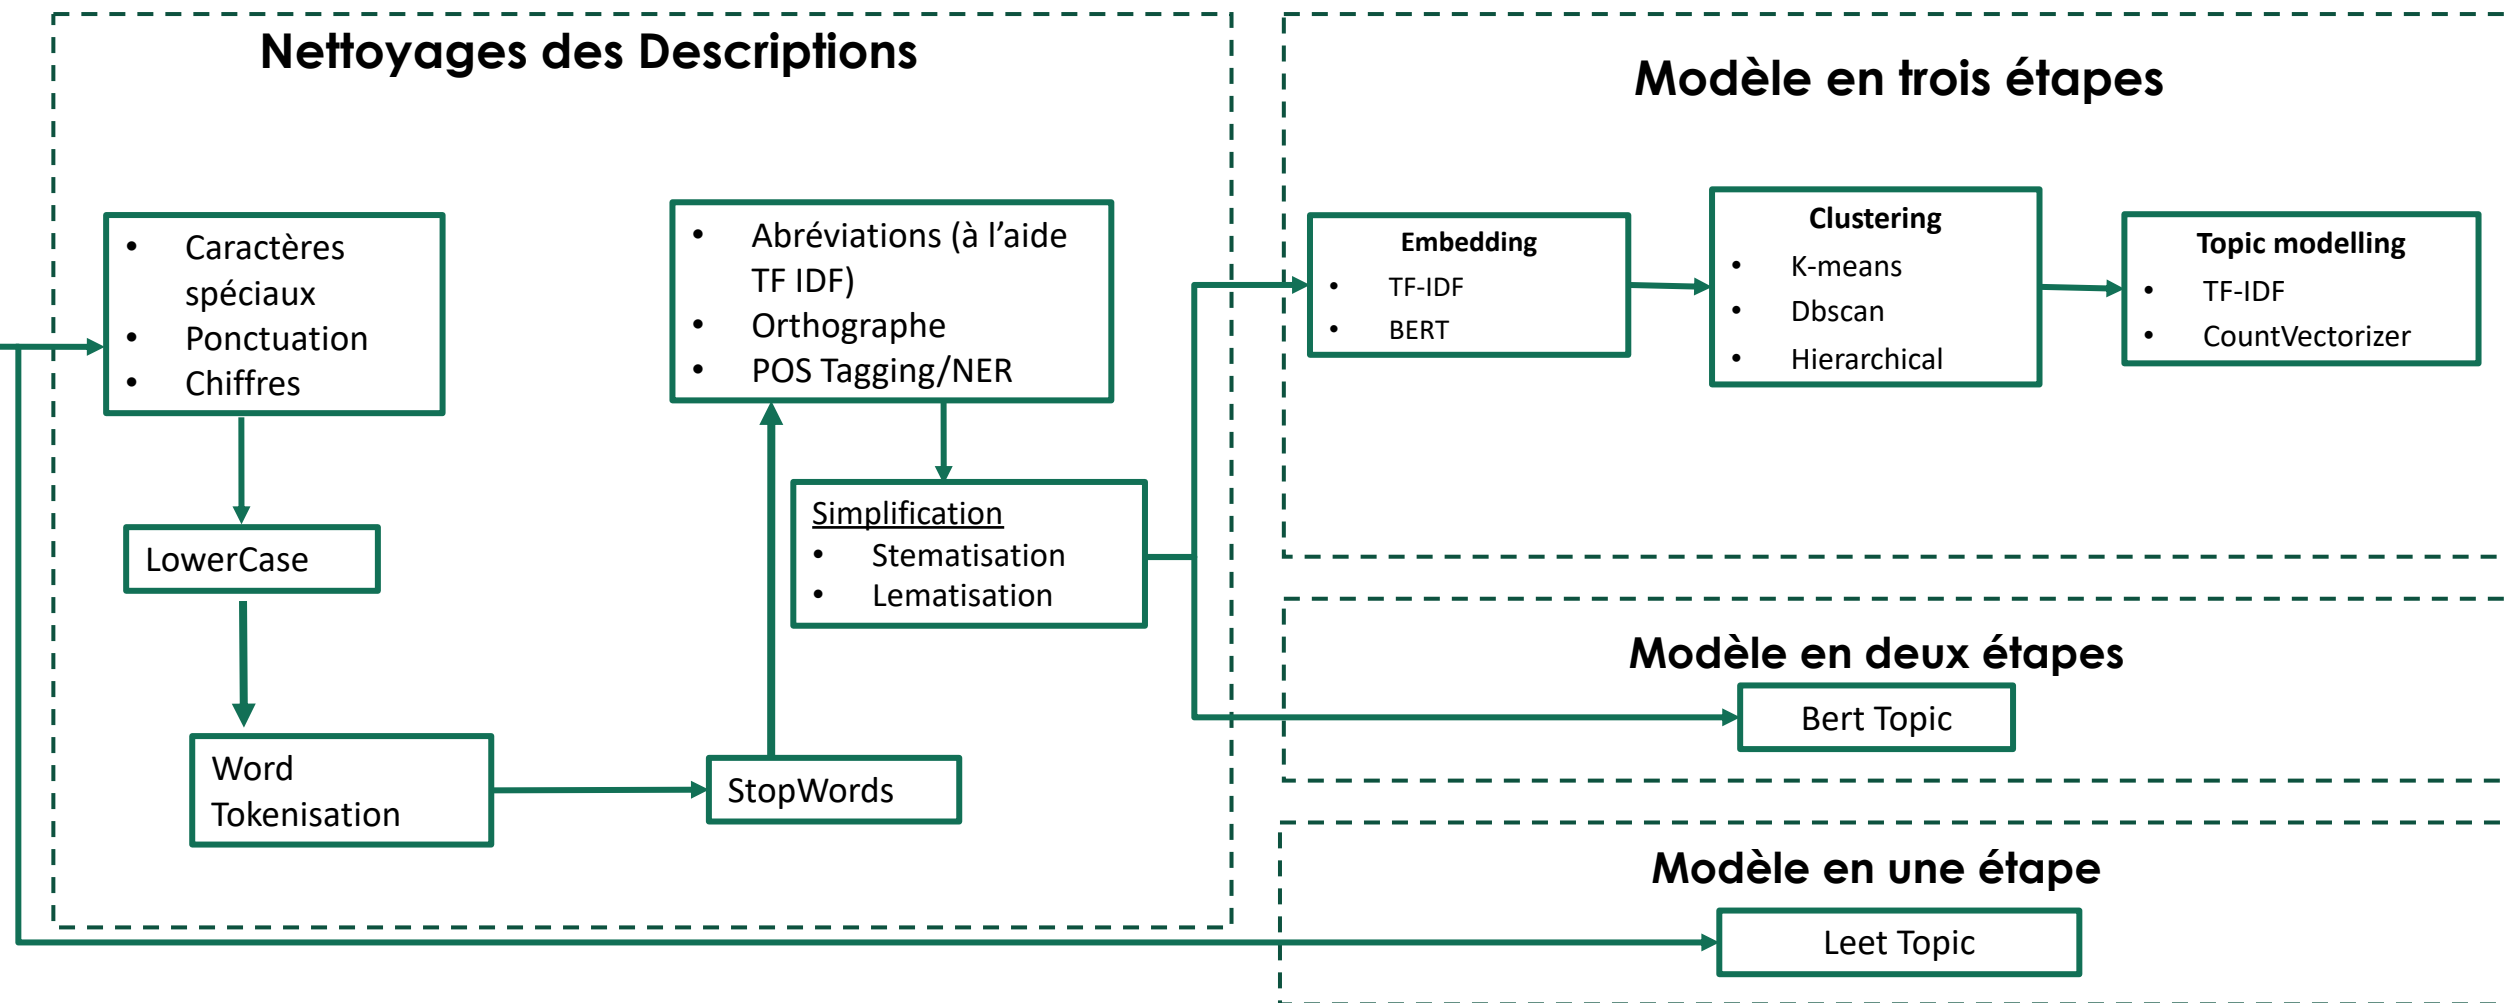 Nettoyages des Descriptions
• Caractères
spéciaux
• Ponctuation
• Chiffres
LowerCase
Word
Tokenisation
StopWords
• Abréviations (à l’aide
TF IDF)
• Orthographe
• POS Tagging/NER
Simplification
• Stematisation
• Lematisation
Modèle en trois étapes
Embedding
• TF-IDF
• BERT
Clustering
• K-means
• Dbscan
• Hierarchical
Topic modelling
• TF-IDF
• CountVectorizer
Modèle en deux étapes
Bert Topic
Modèle en une étape
Leet Topic